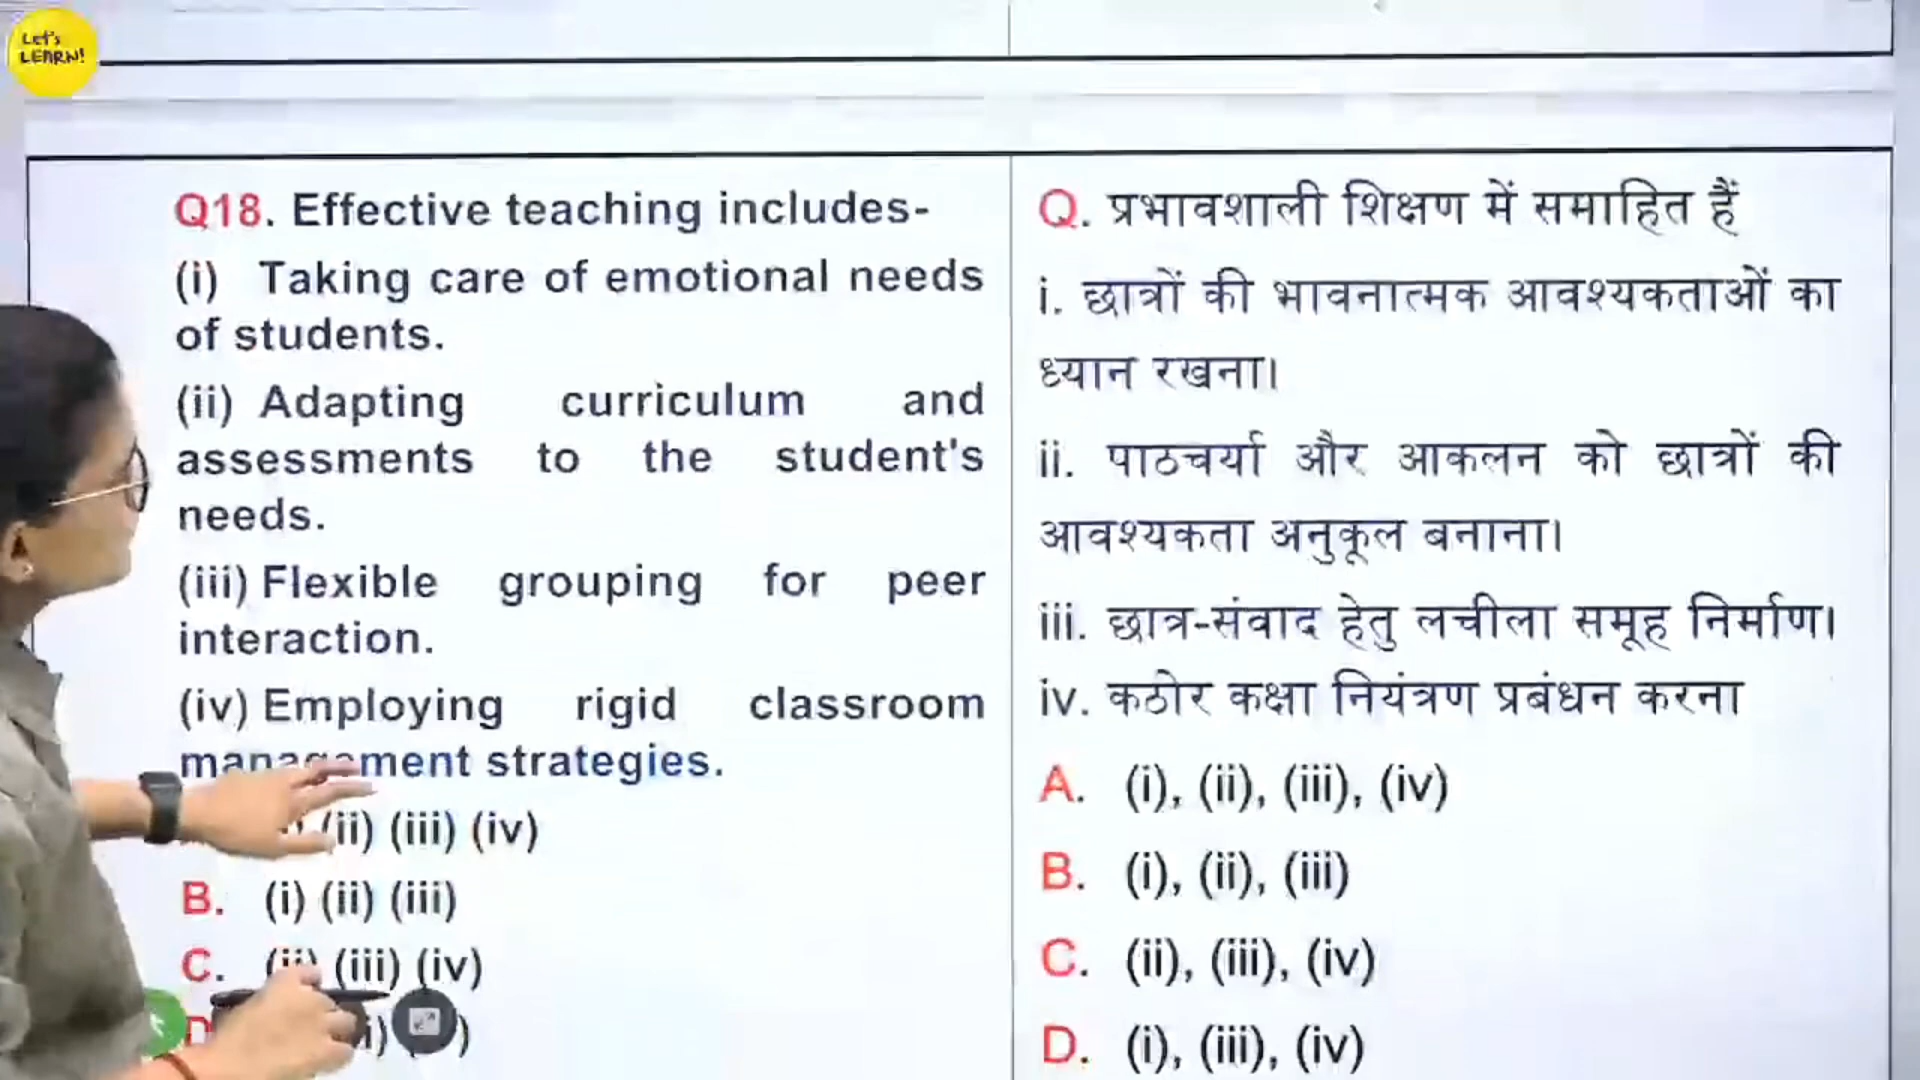 Let's
LEARN!
Q18. Effective teaching includes-
(i) Taking care of emotional needs
of students.
(ii) Adapting curriculum and
assessments to the student's
needs.
(iii) Flexible grouping for peer
interaction.
(iv) Employing rigid classroom
management strategies.
(ii) (iii) (iv)
B. (i) (ii) (iii)
C. (ii) (iii) (iv)
Q. प्रभावशाली शिक्षण में समाहित हैं
i. छात्रों की भावनात्मक आवश्यकताओं का
ध्यान रखना।
ii. पाठचर्या और आकलन को छात्रों की
आवश्यकता अनुकूल बनाना।
iii. छात्र-संवाद हेतु लचीला समूह निर्माण।
iv. कठोर कक्षा नियंत्रण प्रबंधन करना
A. (i), (ii), (iii), (iv)
B. (i), (ii), (iii)
C. (ii), (iii), (iv)
D. (i), (iii), (iv)